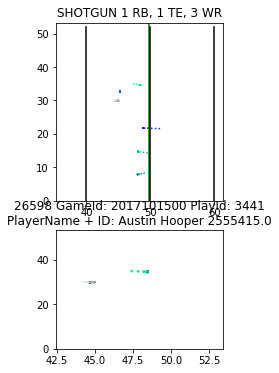 SHOTGUN 1 RB, 1 TE, 3 WR
50
40
30
20
10
0
40 50 60
26598 GameId: 2017101500 PlayId: 3441
PlayerName + ID: Austin Hooper 2555415.0
40
20
0
42.5 45.0 47.5 50.0 52.5